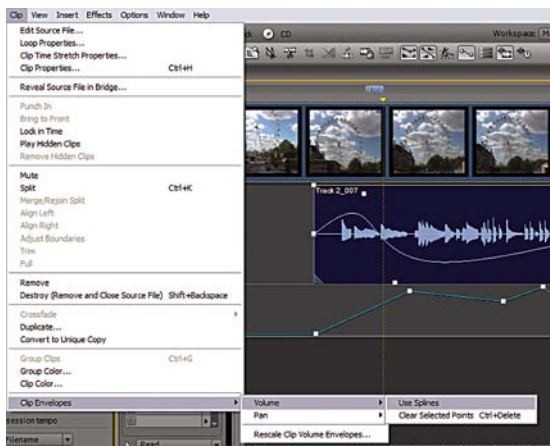 Clip View Insert Effects Options Window Help
Edit Source File...
Loop Properties...
Clip Time Stretch Properties...
Clip Properties... Ctrl+H
Reveal Source File in Bridge...
Punch In
Bring to Front
Lock in Time
Play Hidden Clips
Remove Hidden Clips
Mute
Split Ctrl+K
Merge/Rejoin Split
Align Left
Align Right
Adjust Boundaries
Trim
Full
Remove
Destroy (Remove and Close Source File) Shift+Backspace
Crossfade
Duplicate...
Convert to Unique Copy
Group Clips Ctrl+G
Group Color...
Clip Color...
Clip Envelopes
Volume
Pan
Rescale Clip Volume Envelopes...
Use Splines
Clear Selected Points Ctrl+Delete
CD
Workspace:
Track 2_007
session tempo
Filename
Read